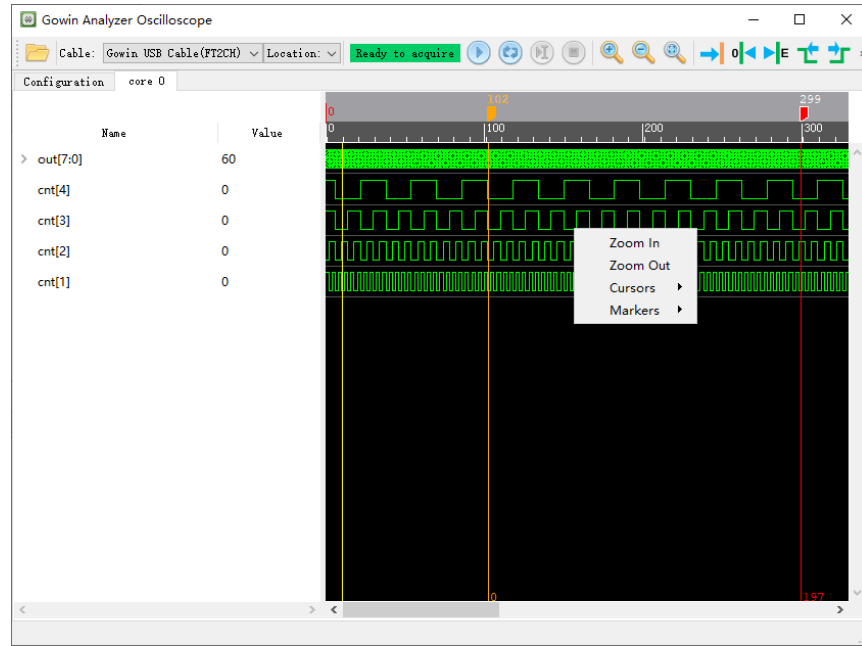 Gowin Analyzer Oscilloscope
Cable: Gowin USB Cable(FT2CH) Location: Ready to acquire 0 E
Configuration core 0
102 299
0
Name Value 0 100 200 300
out[7:0] 60
cnt[4] 0
cnt[3] 0
cnt[2] 0
cnt[1] 0
Zoom In
Zoom Out
Cursors
Markers
0 197